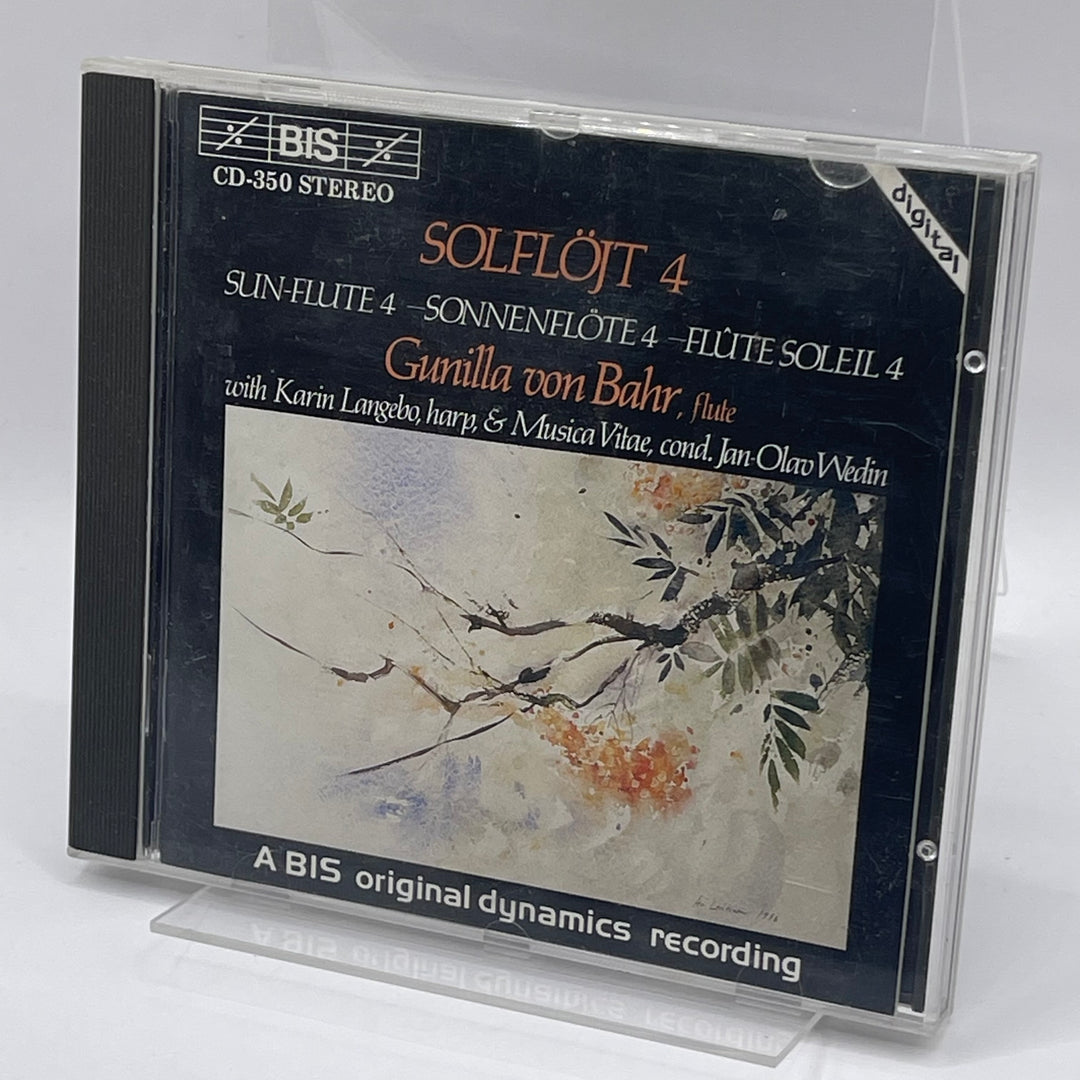 BIS
CD-350 STEREO
digital
SOLFLÖJT 4
SUN-FLUTE 4 – SONNENFLÖTE 4 – FLÛTE SOLEIL 4
Gunilla von Bahr, flute
with Karin Langebo, harp, & Musica Vitae, cond. Jan-Olav Wedin
A BIS original dynamics recording